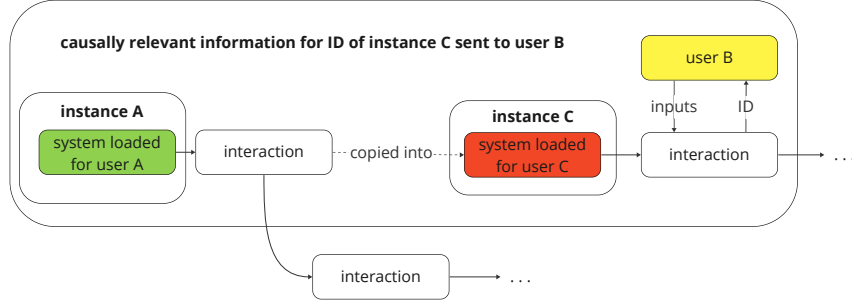 causally relevant information for ID of instance C sent to user B
user B
inputs
ID
instance A
system loaded
for user A
interaction
copied into
instance C
system loaded
for user C
interaction
...
interaction
...